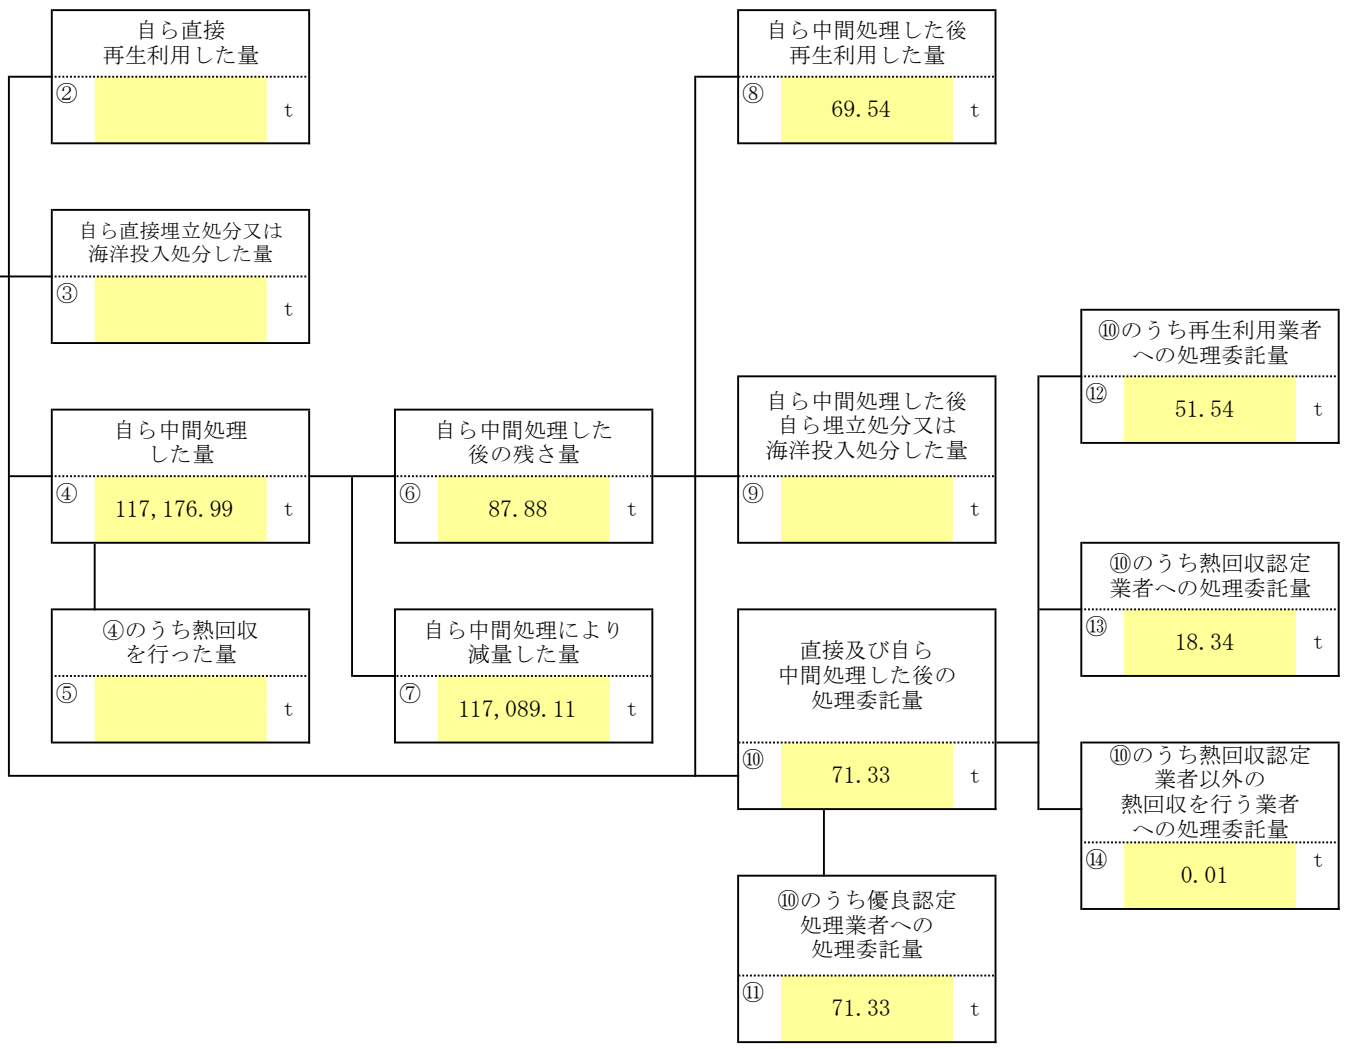 自ら直接
再生利用した量
②
t
自ら中間処理した後
再生利用した量
⑧
69.54
t
自ら直接埋立処分又は
海洋投入処分した量
③
t
⑩のうち再生利用業者
への処理委託量
⑫
51.54
t
自ら中間処理
した量
④
117,176.99
t
自ら中間処理した
後の残さ量
⑥
87.88
t
自ら中間処理した後
自ら埋立処分又は
海洋投入処分した量
⑨
t
⑩のうち熱回収認定
業者への処理委託量
⑬
18.34
t
④のうち熱回収
を行った量
⑤
t
自ら中間処理により
減量した量
⑦
117,089.11
t
直接及び自ら
中間処理した後の
処理委託量
⑩
71.33
t
⑩のうち熱回収認定
業者以外の
熱回収を行う業者
への処理委託量
⑭
0.01
t
⑩のうち優良認定
処理業者への
処理委託量
⑪
71.33
t